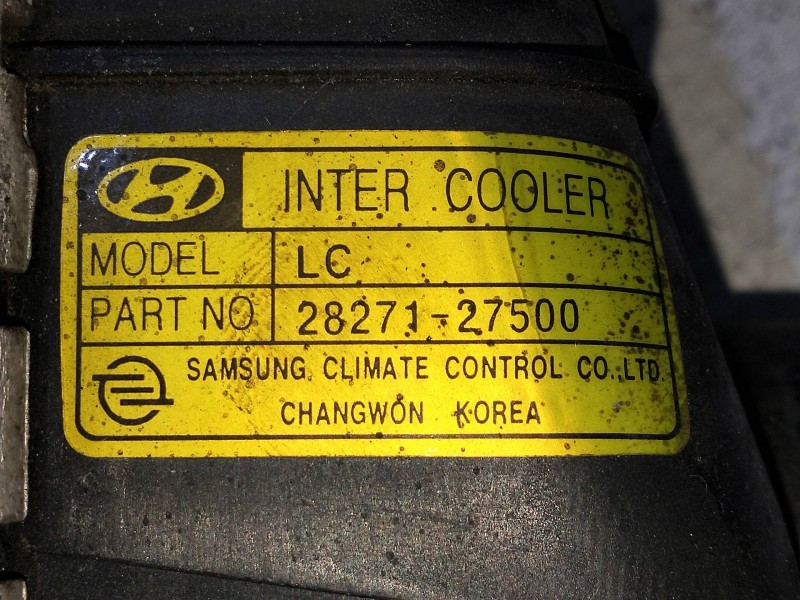 INTER COOLER
MODEL LC
PART NO 28271-27500
SAMSUNG CLIMATE CONTROL CO.,LTD.
CHANGWON KOREA